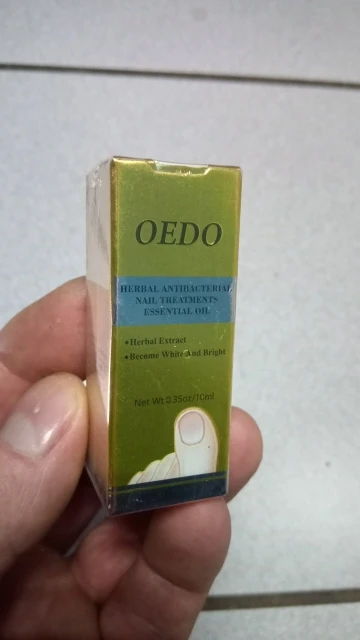 OEDO
HERBAL ANTIBACTERIAL
NAIL TREATMENTS
ESSENTIAL OIL
•Herbal Extract
•Become White And Bright
Net Wt 0.35oz/10ml